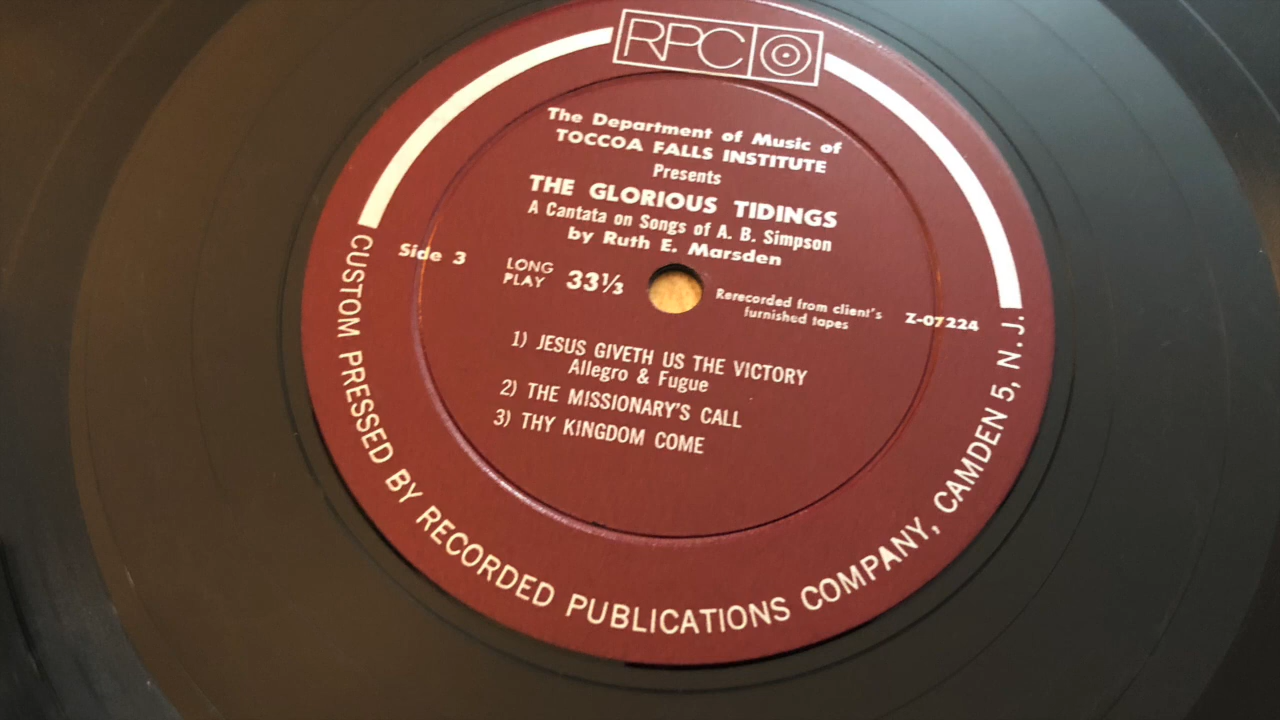 RPC
The Department of Music of
TOCCOA FALLS INSTITUTE
Presents
THE GLORIOUS TIDINGS
A Cantata on Songs of A. B. Simpson
by Ruth E. Marsden
Side 3
LONG
PLAY
33⅓
Rerecorded from client's
furnished tapes
Z-07224
1) JESUS GIVETH US THE VICTORY
Allegro & Fugue
2) THE MISSIONARY'S CALL
3) THY KINGDOM COME
CUSTOM PRESSED BY RECORDED PUBLICATIONS COMPANY, CAMDEN 5, N. J.